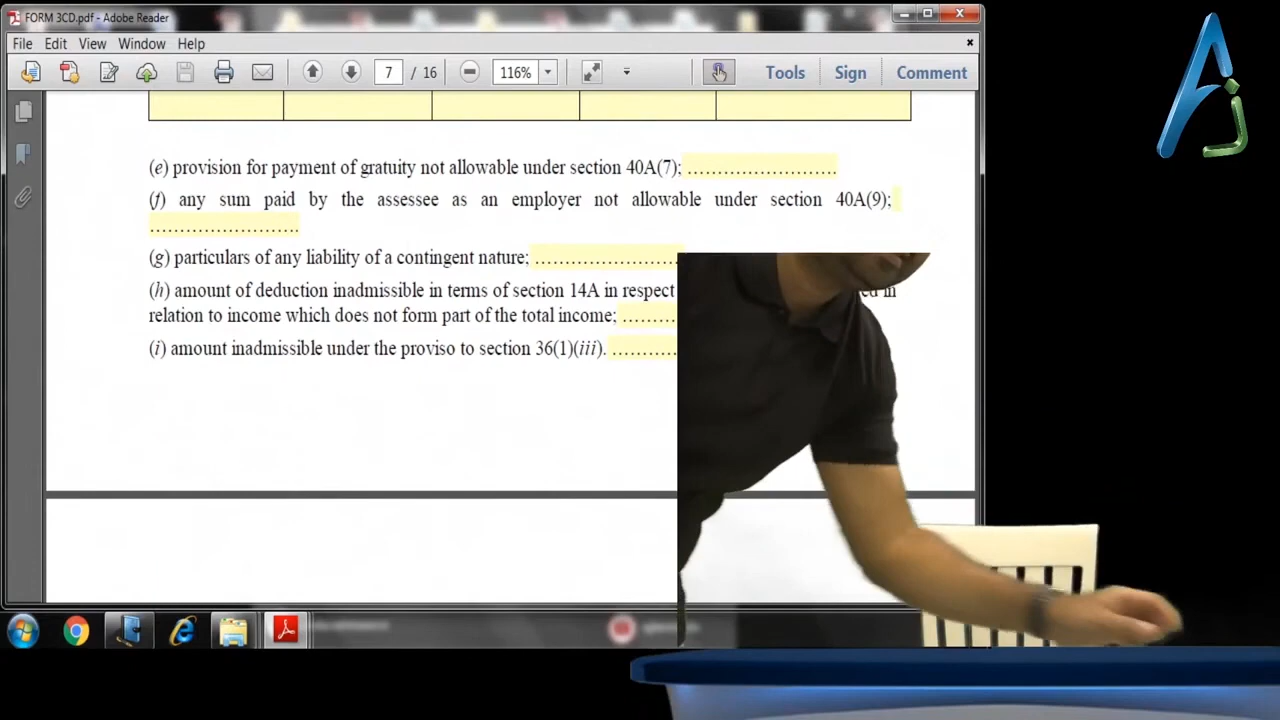 FORM 3CD.pdf - Adobe Reader
File Edit View Window Help
7 / 16 116% Tools Sign Comment
(e) provision for payment of gratuity not allowable under section 40A(7); ……………………
(f) any sum paid by the assessee as an employer not allowable under section 40A(9);
…………………….
(g) particulars of any liability of a contingent nature; ……………………
(h) amount of deduction inadmissible in terms of section 14A in respect ed in
relation to income which does not form part of the total income; ………
(i) amount inadmissible under the proviso to section 36(1)(iii). …………